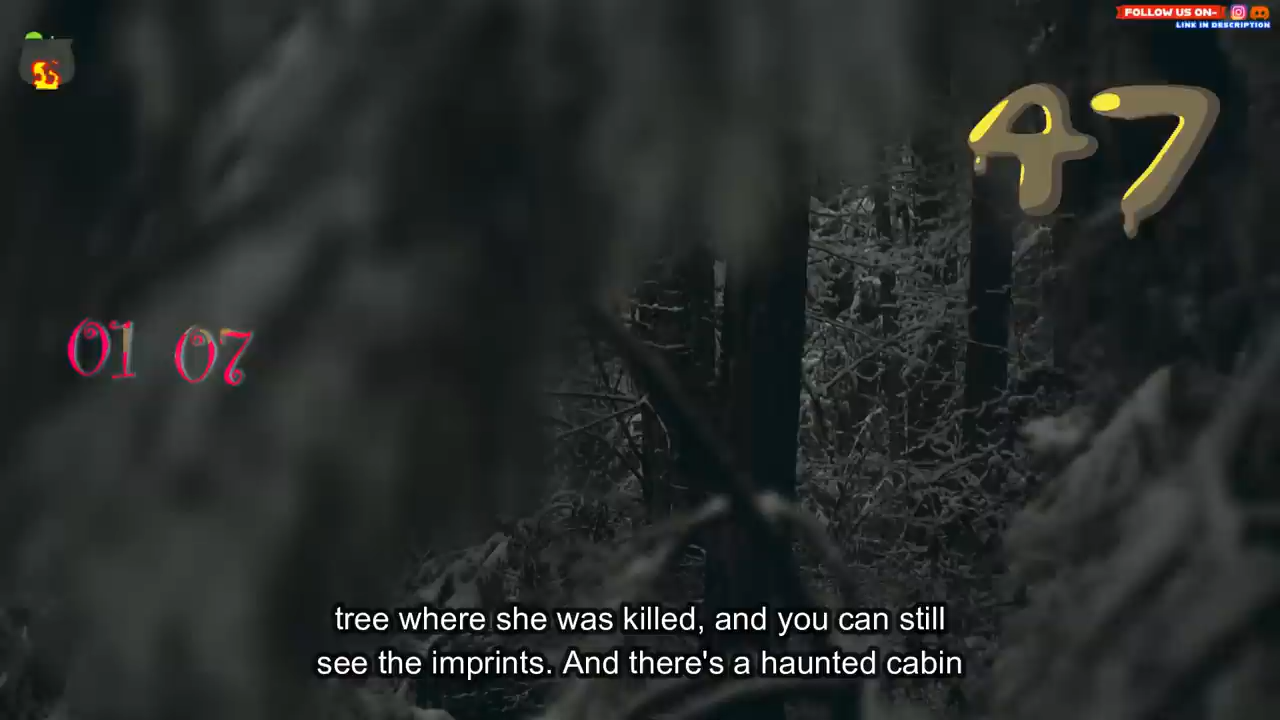 FOLLOW US ON-
LINK IN DESCRIPTION
47
01 07
tree where she was killed, and you can still
see the imprints. And there's a haunted cabin